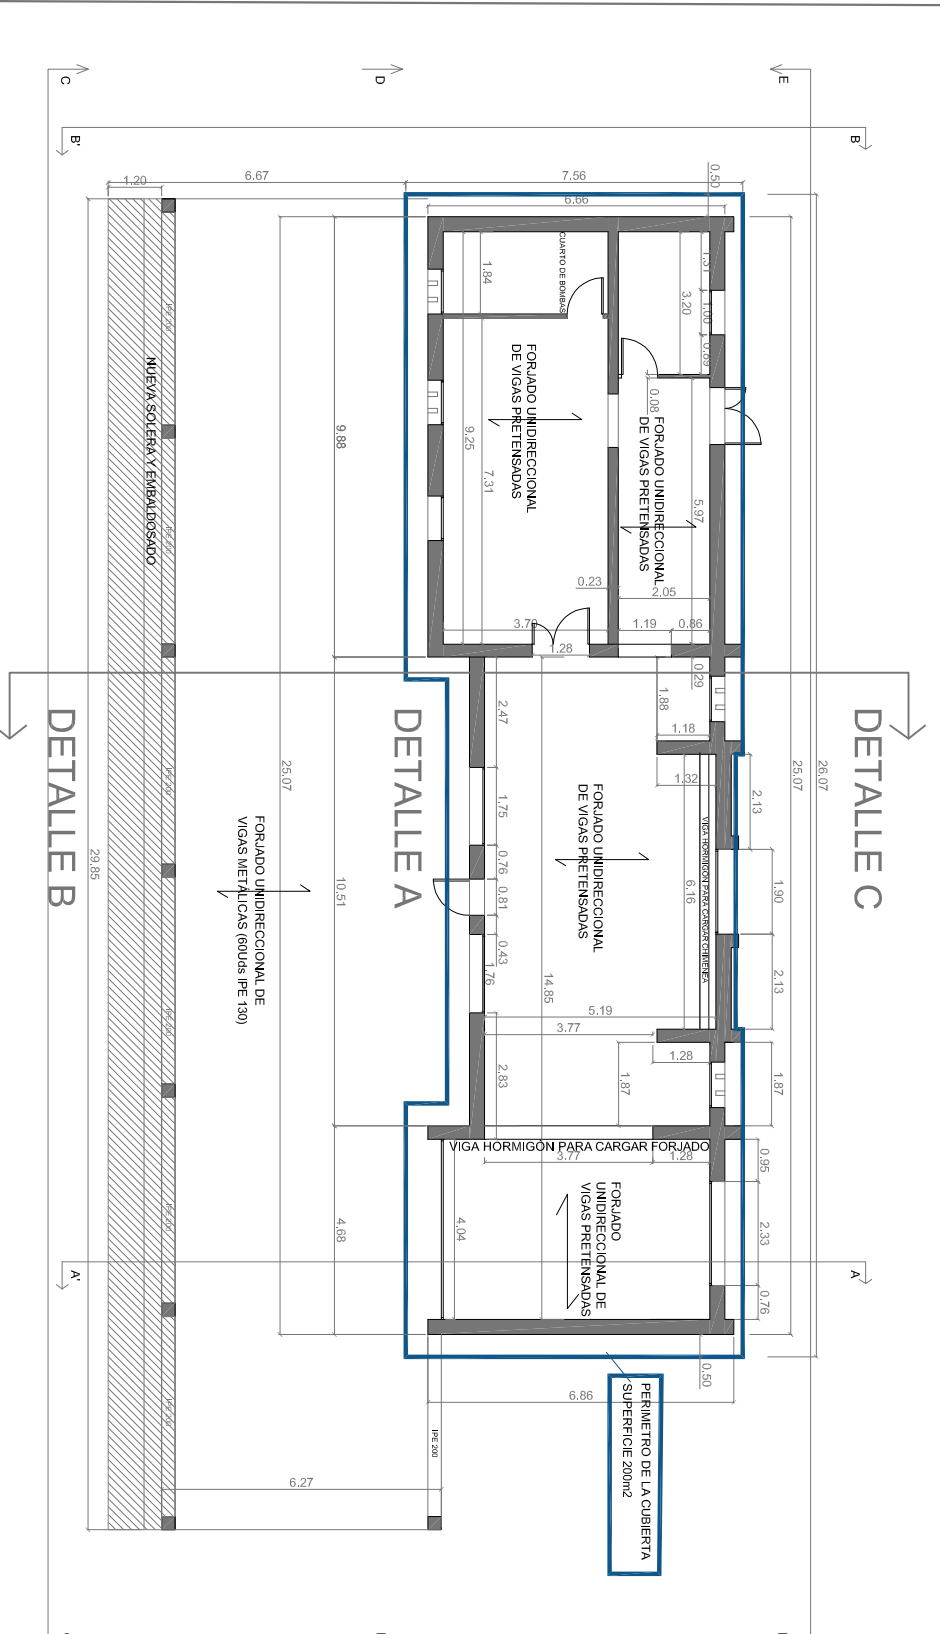 C
D
E
B'
B
1.20
6.67
7.56
0.50
6.66
CUARTO DE BOMBAS
1.84
3.20
1.00
0.69
0.08
FORJADO UNIDIRECCIONAL
DE VIGAS PRETENSADAS
FORJADO UNIDIRECCIONAL
DE VIGAS PRETENSADAS
NUEVA SOLERA Y EMBALDOSADO
9.88
9.25
7.31
5.97
0.23
2.05
3.79
1.19
0.86
1.28
0.29
1.88
1.18
2.47
DETALLE B
DETALLE A
DETALLE C
25.07
25.07
26.07
29.85
1.32
2.13
1.75
0.76
0.81
0.43
1.76
14.85
FORJADO UNIDIRECCIONAL
DE VIGAS PRETENSADAS
VIGA HORMIGON PARA CARGAR CHIMENEA
6.16
1.90
2.13
FORJADO UNIDIRECCIONAL DE
VIGAS METÁLICAS (60Uds IPE 130)
10.51
5.19
3.77
1.28
2.83
1.87
1.87
VIGA HORMIGÓN PARA CARGAR FORJADO
3.77
1.28
0.95
FORJADO
UNIDIRECCIONAL DE
VIGAS PRETENSADAS
4.68
4.04
2.33
0.76
A'
A
0.50
6.86
PERIMETRO DE LA CUBIERTA
SUPERFICIE 200m2
IPE 200
6.27